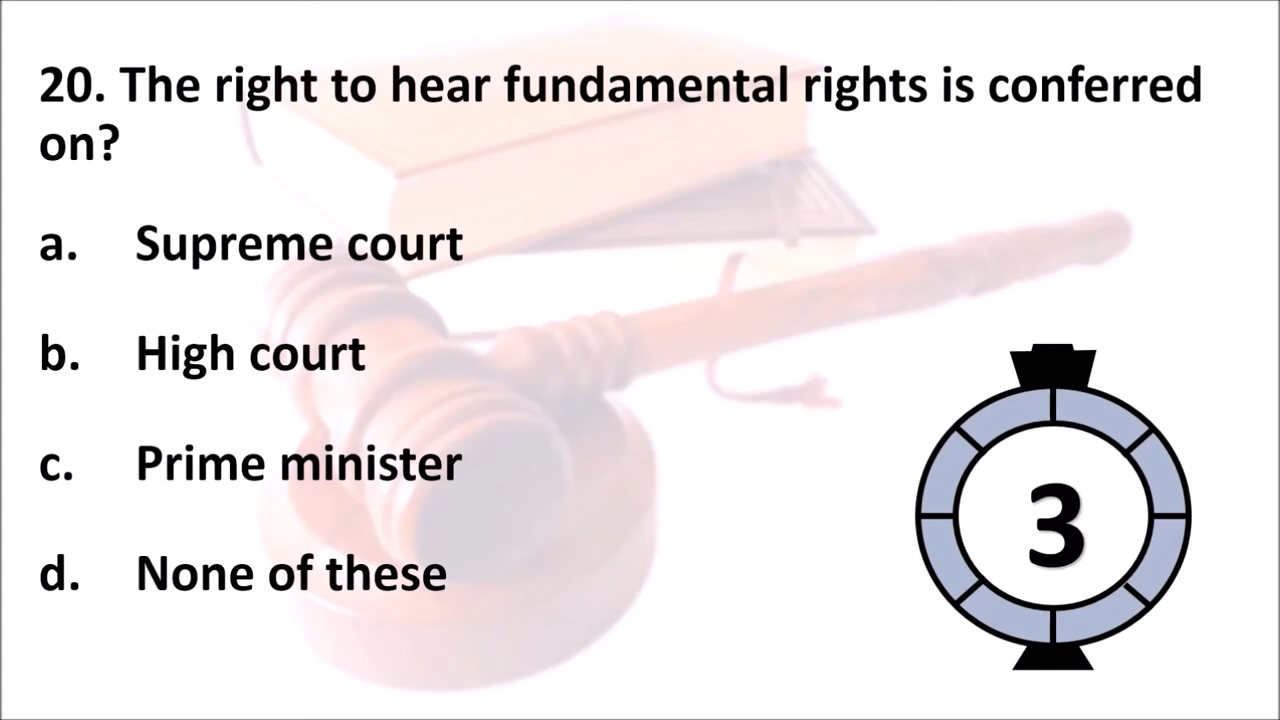 20. The right to hear fundamental rights is conferred
on?
a. Supreme court
b. High court
c. Prime minister
d. None of these
3